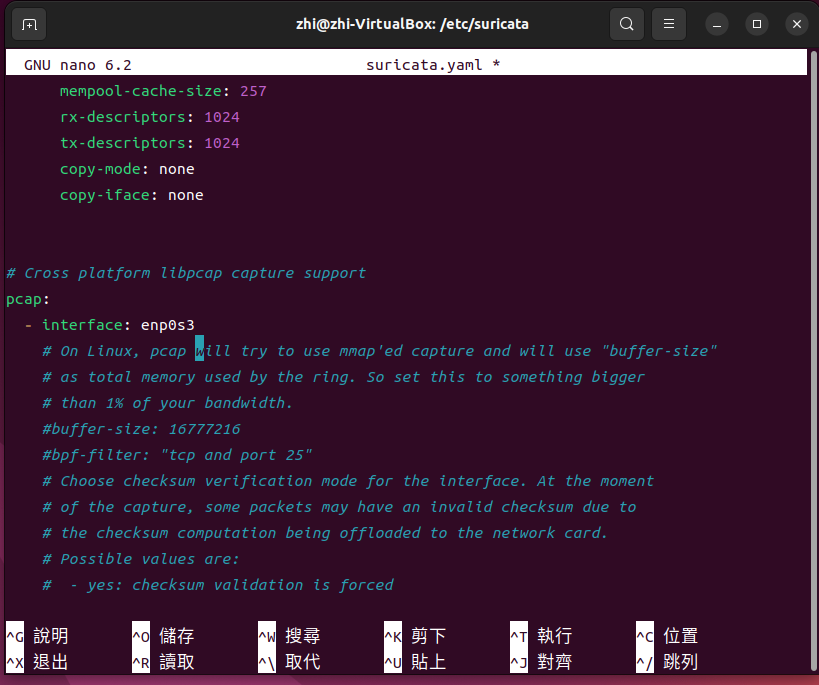 zhi@zhi-VirtualBox: /etc/suricata
GNU nano 6.2 suricata.yaml *
mempool-cache-size: 257
rx-descriptors: 1024
tx-descriptors: 1024
copy-mode: none
copy-iface: none
# Cross platform libpcap capture support
pcap:
- interface: enp0s3
# On Linux, pcap will try to use mmap'ed capture and will use "buffer-size"
# as total memory used by the ring. So set this to something bigger
# than 1% of your bandwidth.
#buffer-size: 16777216
#bpf-filter: "tcp and port 25"
# Choose checksum verification mode for the interface. At the moment
# of the capture, some packets may have an invalid checksum due to
# the checksum computation being offloaded to the network card.
# Possible values are:
#  - yes: checksum validation is forced
^G 說明 ^O 儲存 ^W 搜尋 ^K 剪下 ^T 執行 ^C 位置
^X 退出 ^R 讀取 ^\ 取代 ^U 貼上 ^J 對齊 ^/ 跳列